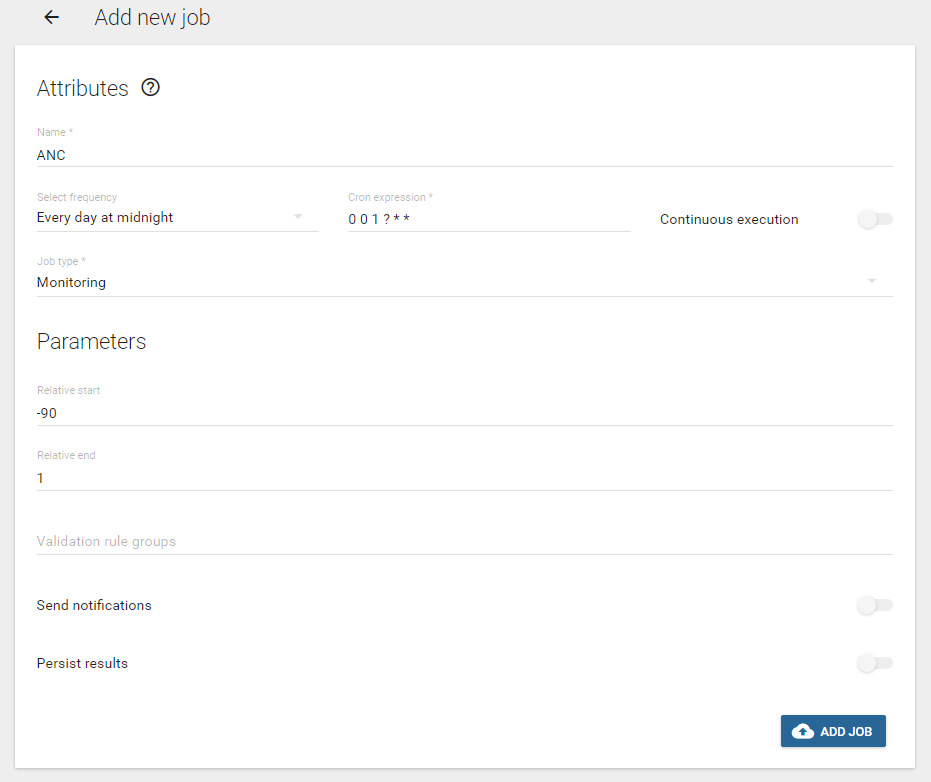 Add new job
Attributes
Name *
ANC
Select frequency
Cron expression *
Every day at midnight
0 0 1 ? * *
Continuous execution
Job type *
Monitoring
Parameters
Relative start
-90
Relative end
1
Validation rule groups
Send notifications
Persist results
ADD JOB